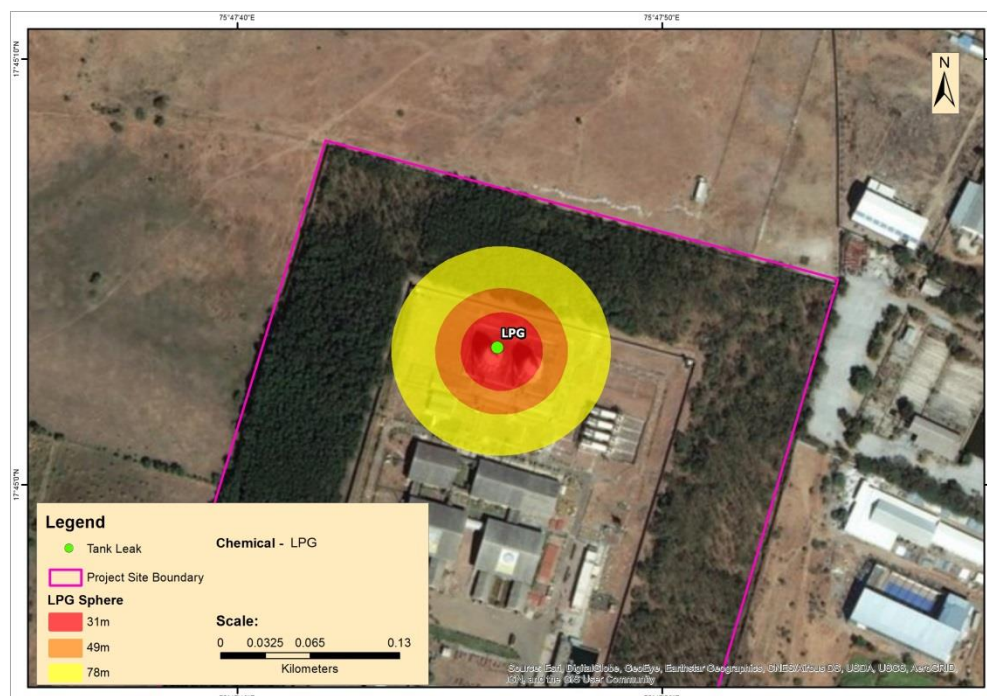 75°47'40"E
75°47'50"E
17°45'10"N
N
LPG
17°45'0"N
Legend
Tank Leak
Chemical - LPG
Project Site Boundary
LPG Sphere
31m
49m
78m
Scale:
0 0.0325 0.065 0.13
Kilometers
Source: Esri, DigitalGlobe, GeoEye, Earthstar Geographics, CNES/Airbus DS, USDA, USGS, AeroGRID,
IGN, and the GIS User Community